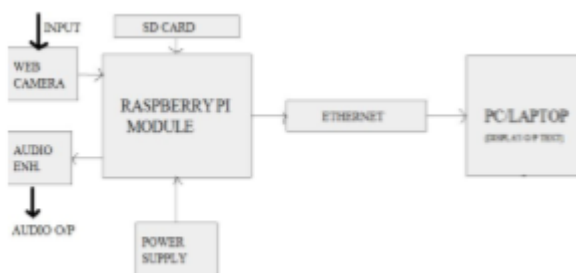 INPUT
SD CARD
WEB
CAMERA
RASPBERRY PI
MODULE
ETHERNET
PC/LAPTOP
(DISPLAY O/P TEXT)
AUDIO
ENH.
AUDIO O/P
POWER
SUPPLY